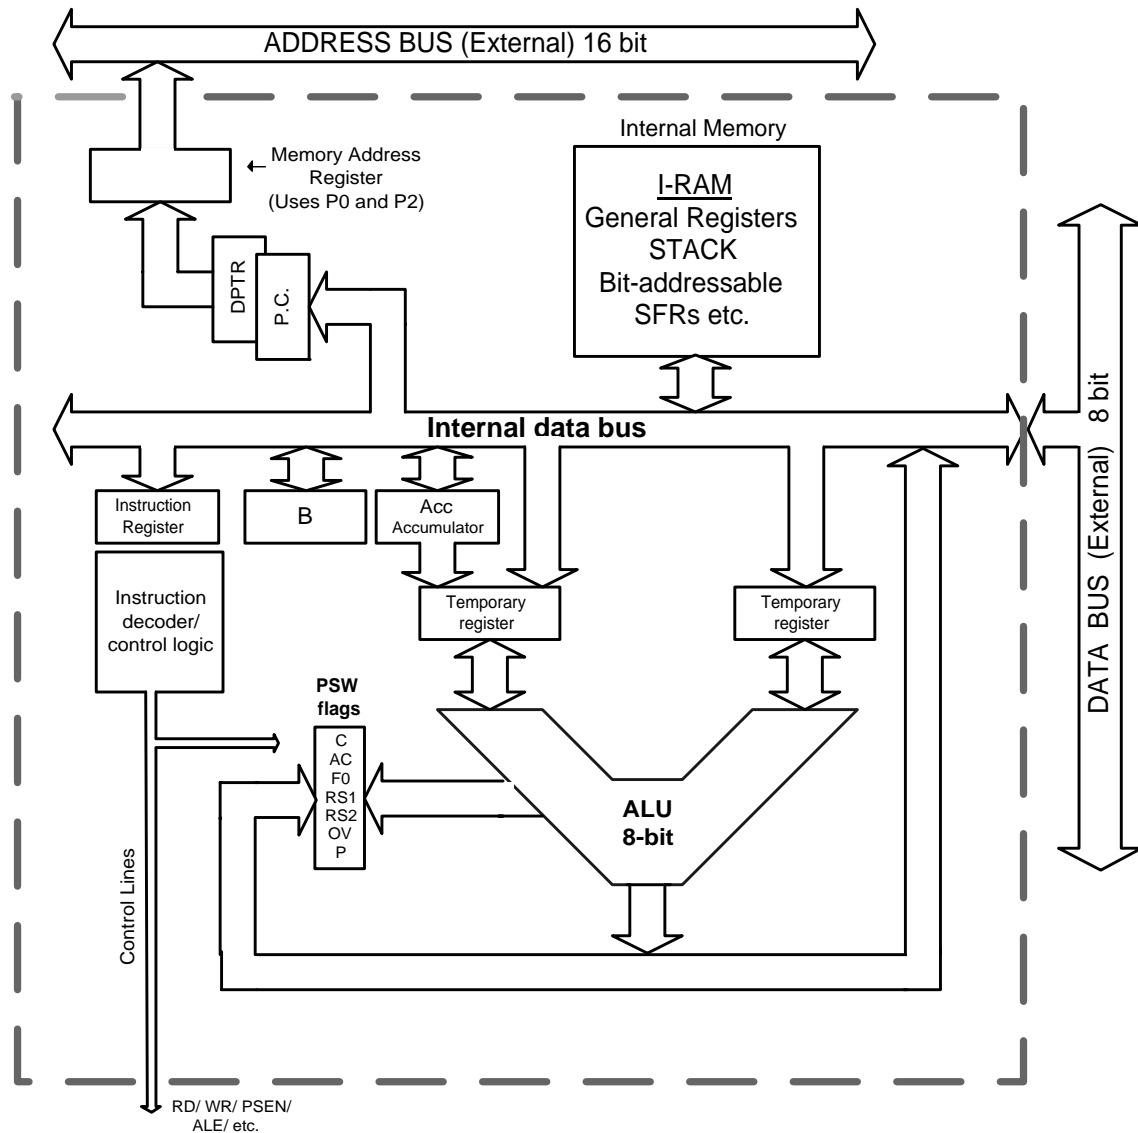 ADDRESS BUS (External) 16 bit
Memory Address
Register
(Uses P0 and P2)
Internal Memory
I-RAM
General Registers
STACK
Bit-addressable
SFRs etc.
DPTR
P.C.
Internal data bus
DATA BUS (External) 8 bit
Instruction
Register
B
Acc
Accumulator
Instruction
decoder/
control logic
Temporary
register
Temporary
register
PSW
flags
C
AC
F0
RS1
RS2
OV
P
ALU
8-bit
Control Lines
RD/ WR/ PSEN/
ALE/ etc.